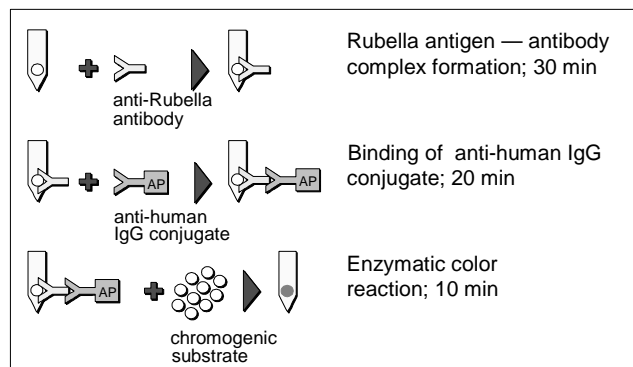 Rubella antigen — antibody
complex formation; 30 min
anti-Rubella
antibody
Binding of anti-human IgG
conjugate; 20 min
AP
AP
anti-human
IgG conjugate
Enzymatic color
reaction; 10 min
AP
chromogenic
substrate